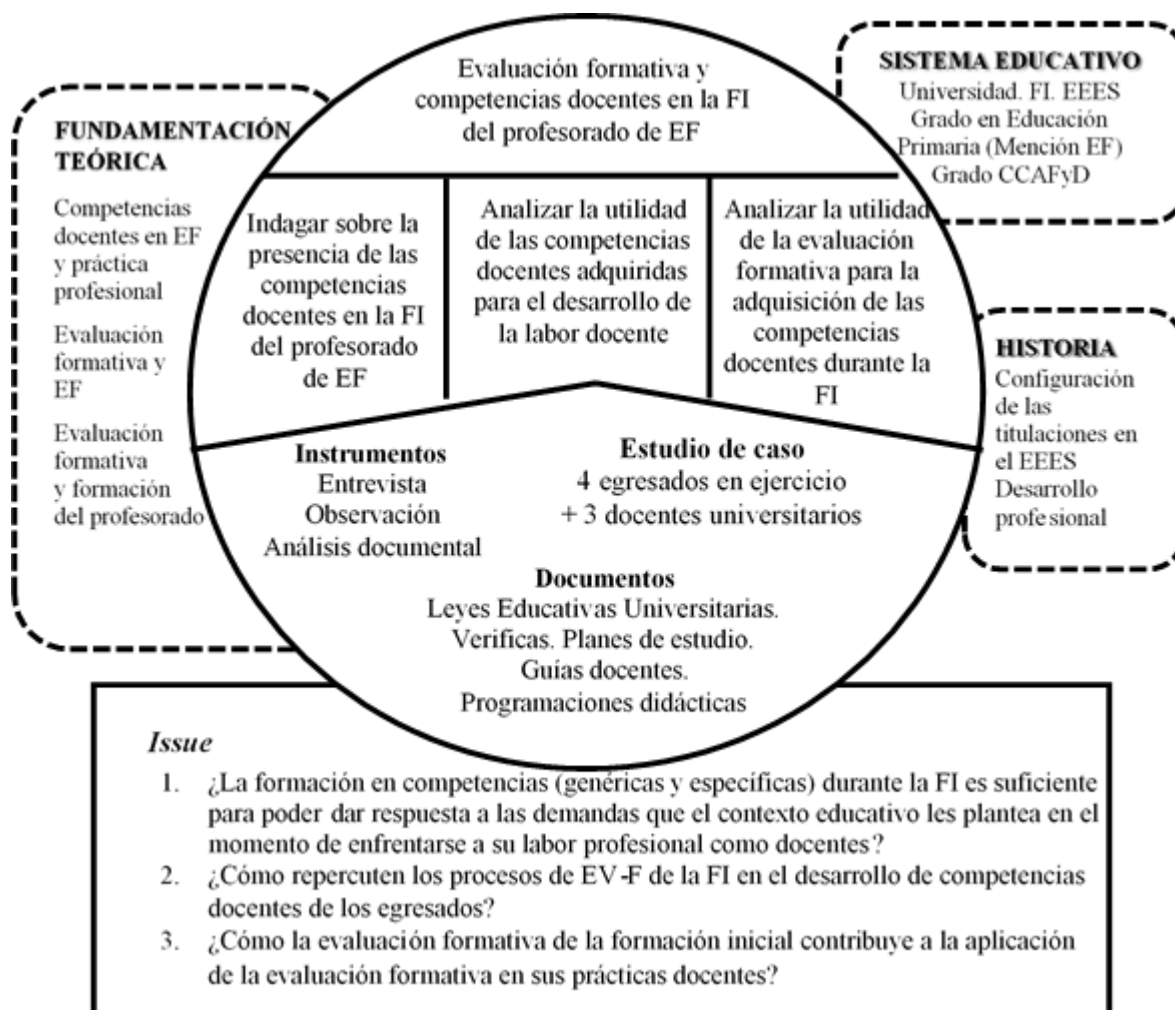 Evaluación formativa y
competencias docentes en la FI
del profesorado de EF
SISTEMA EDUCATIVO
Universidad. FI. EEES
Grado en Educación
Primaria (Mención EF)
Grado CCAFyD
FUNDAMENTACIÓN
TEÓRICA
Competencias
docentes en EF
y práctica
profesional
Evaluación
formativa y
EF
Evaluación
formativa
y formación
del profesorado
Indagar sobre la
presencia de las
competencias
docentes en la FI
del profesorado
de EF
Analizar la utilidad
de las competencias
docentes adquiridas
para el desarrollo de
la labor docente
Analizar la utilidad
de la evaluación
formativa para la
adquisición de las
competencias
docentes durante la
FI
HISTORIA
Configuración
de las
titulaciones en
el EEES
Desarrollo
profesional
Instrumentos
Entrevista
Observación
Análisis documental
Estudio de caso
4 egresados en ejercicio
+ 3 docentes universitarios
Documentos
Leyes Educativas Universitarias.
Verificas. Planes de estudio.
Guías docentes.
Programaciones didácticas
Issue
1. ¿La formación en competencias (genéricas y específicas) durante la FI es suficiente
para poder dar respuesta a las demandas que el contexto educativo les plantea en el
momento de enfrentarse a su labor profesional como docentes?
2. ¿Cómo repercuten los procesos de EV-F de la FI en el desarrollo de competencias
docentes de los egresados?
3. ¿Cómo la evaluación formativa de la formación inicial contribuye a la aplicación
de la evaluación formativa en sus prácticas docentes?